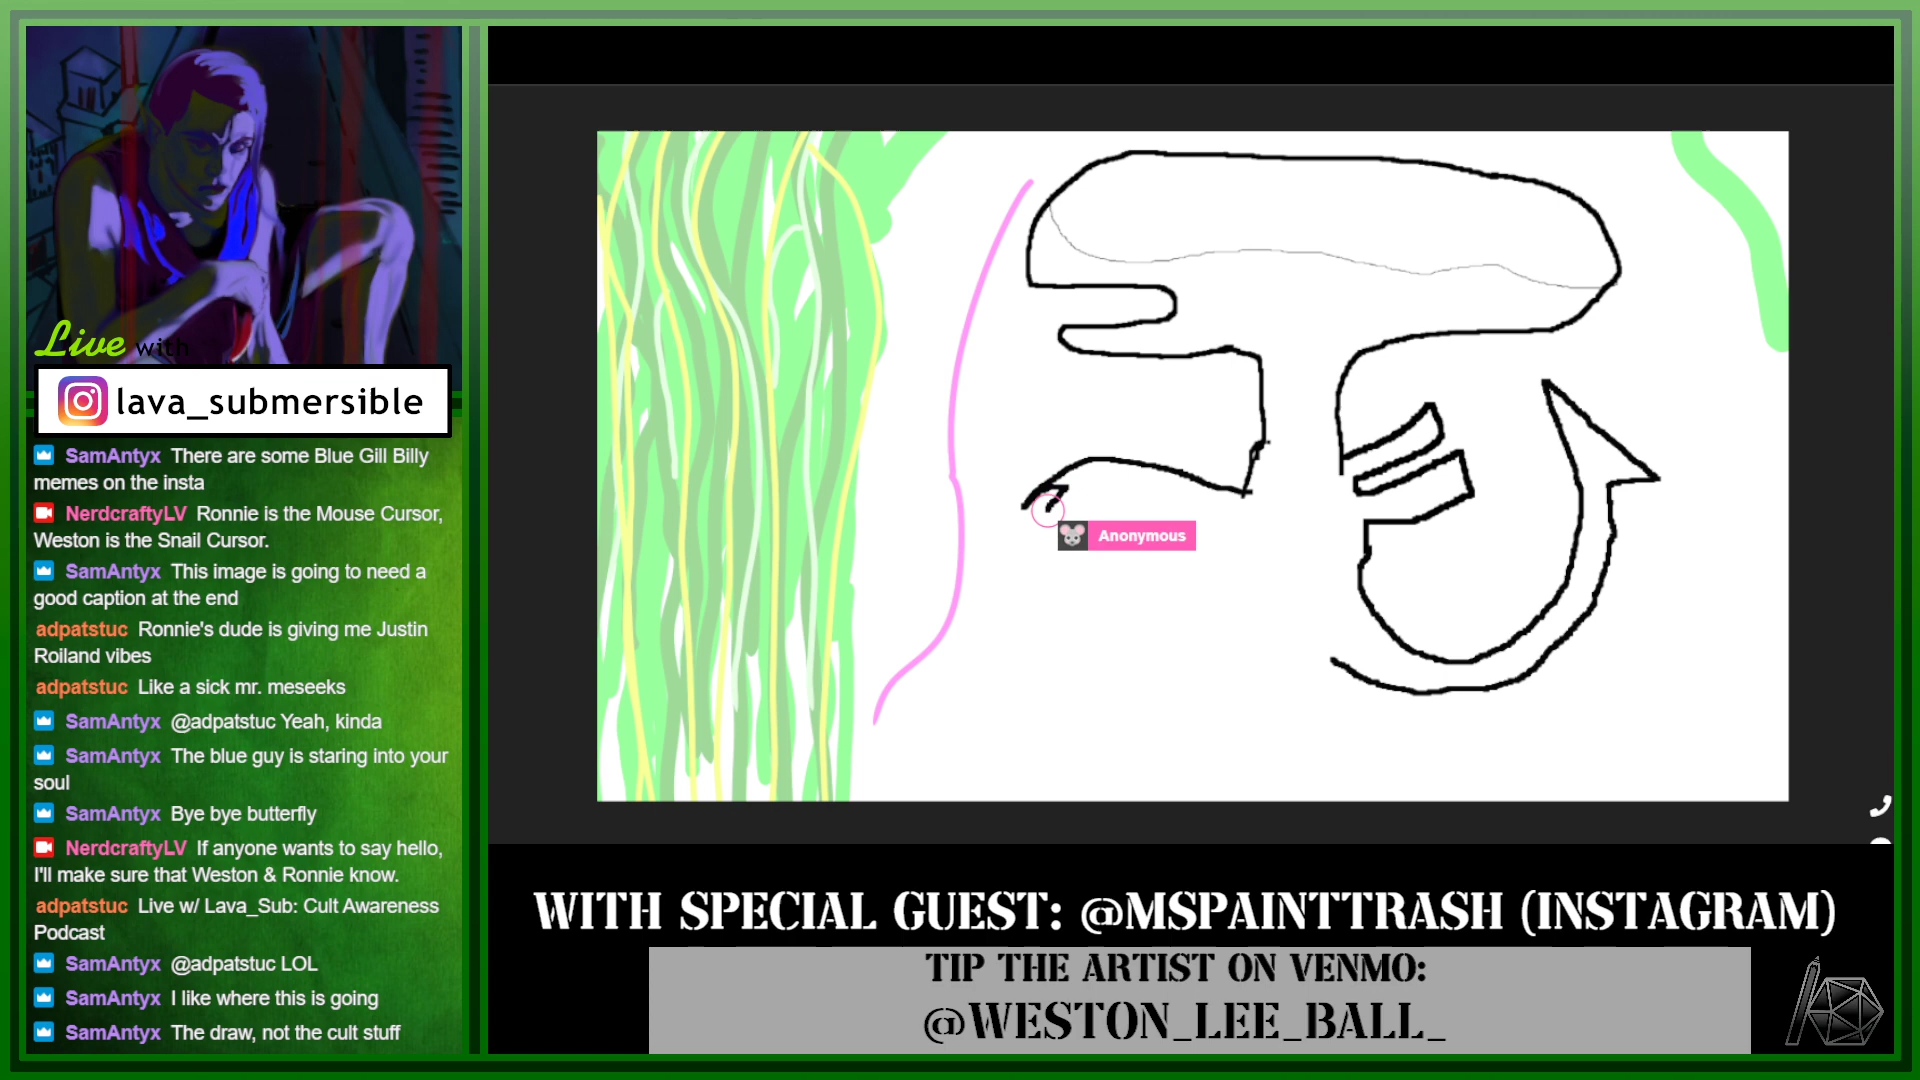 Live with
lava_submersible
SamAntyx There are some Blue Gill Billy
memes on the insta
NerdcraftyLV Ronnie is the Mouse Cursor,
Weston is the Snail Cursor.
SamAntyx This image is going to need a
good caption at the end
adpatstuc Ronnie's dude is giving me Justin
Roiland vibes
adpatstuc Like a sick mr. meseeks
SamAntyx @adpatstuc Yeah, kinda
SamAntyx The blue guy is staring into your
soul
SamAntyx Bye bye butterfly
NerdcraftyLV If anyone wants to say hello,
I'll make sure that Weston & Ronnie know.
adpatstuc Live w/ Lava_Sub: Cult Awareness
Podcast
SamAntyx @adpatstuc LOL
SamAntyx I like where this is going
SamAntyx The draw, not the cult stuff
Anonymous
WITH SPECIAL GUEST: @MSPAINTTRASH (INSTAGRAM)
TIP THE ARTIST ON VENMO:
@WESTON_LEE_BALL_